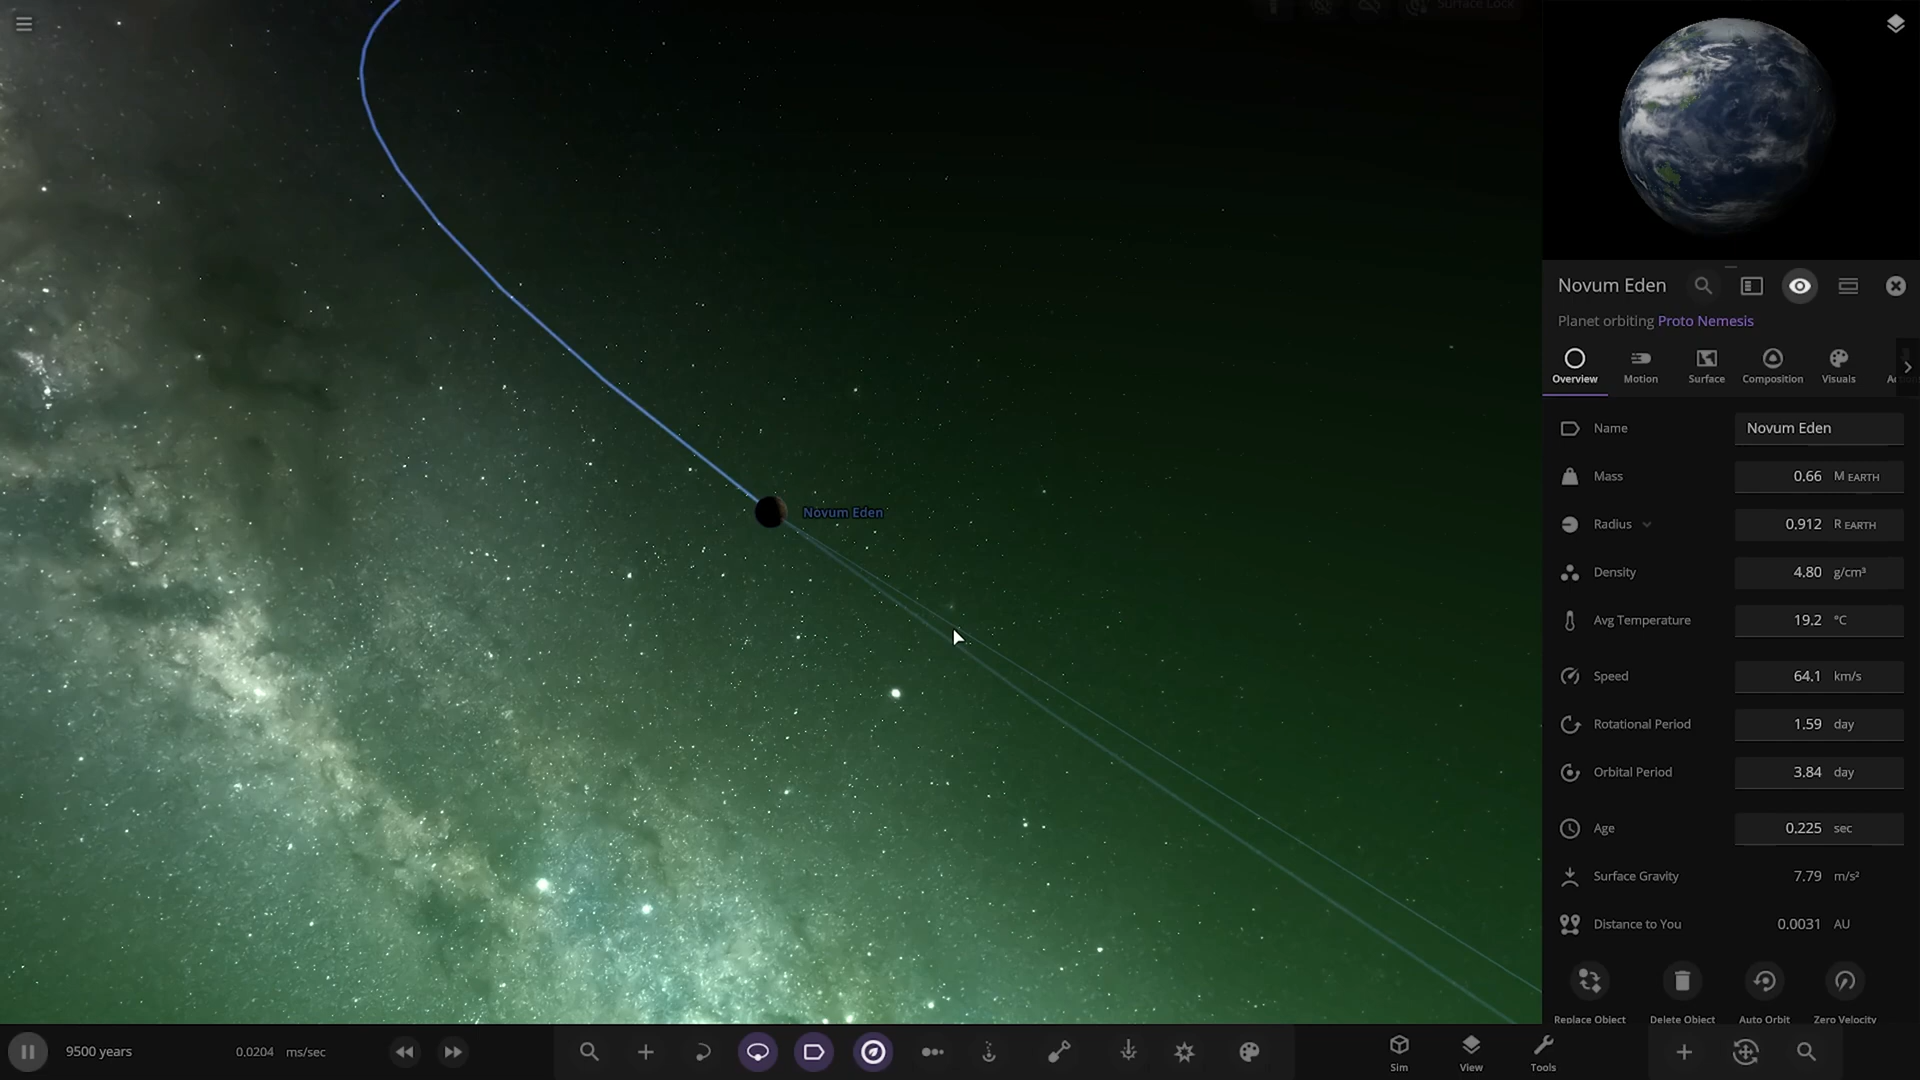 Surface Lock
Novum Eden
Planet orbiting Proto Nemesis
Overview
Motion
Surface
Composition
Visuals
Name
Novum Eden
Mass
0.66 M EARTH
Radius
0.912 R EARTH
Density
4.80 g/cm³
Avg Temperature
19.2 °C
Speed
64.1 km/s
Rotational Period
1.59 day
Orbital Period
3.84 day
Age
0.225 sec
Surface Gravity
7.79 m/s²
Distance to You
0.0031 AU
Replace Object
Delete Object
Auto Orbit
Zero Velocity
Novum Eden
9500 years
0.0204 ms/sec
Sim
View
Tools